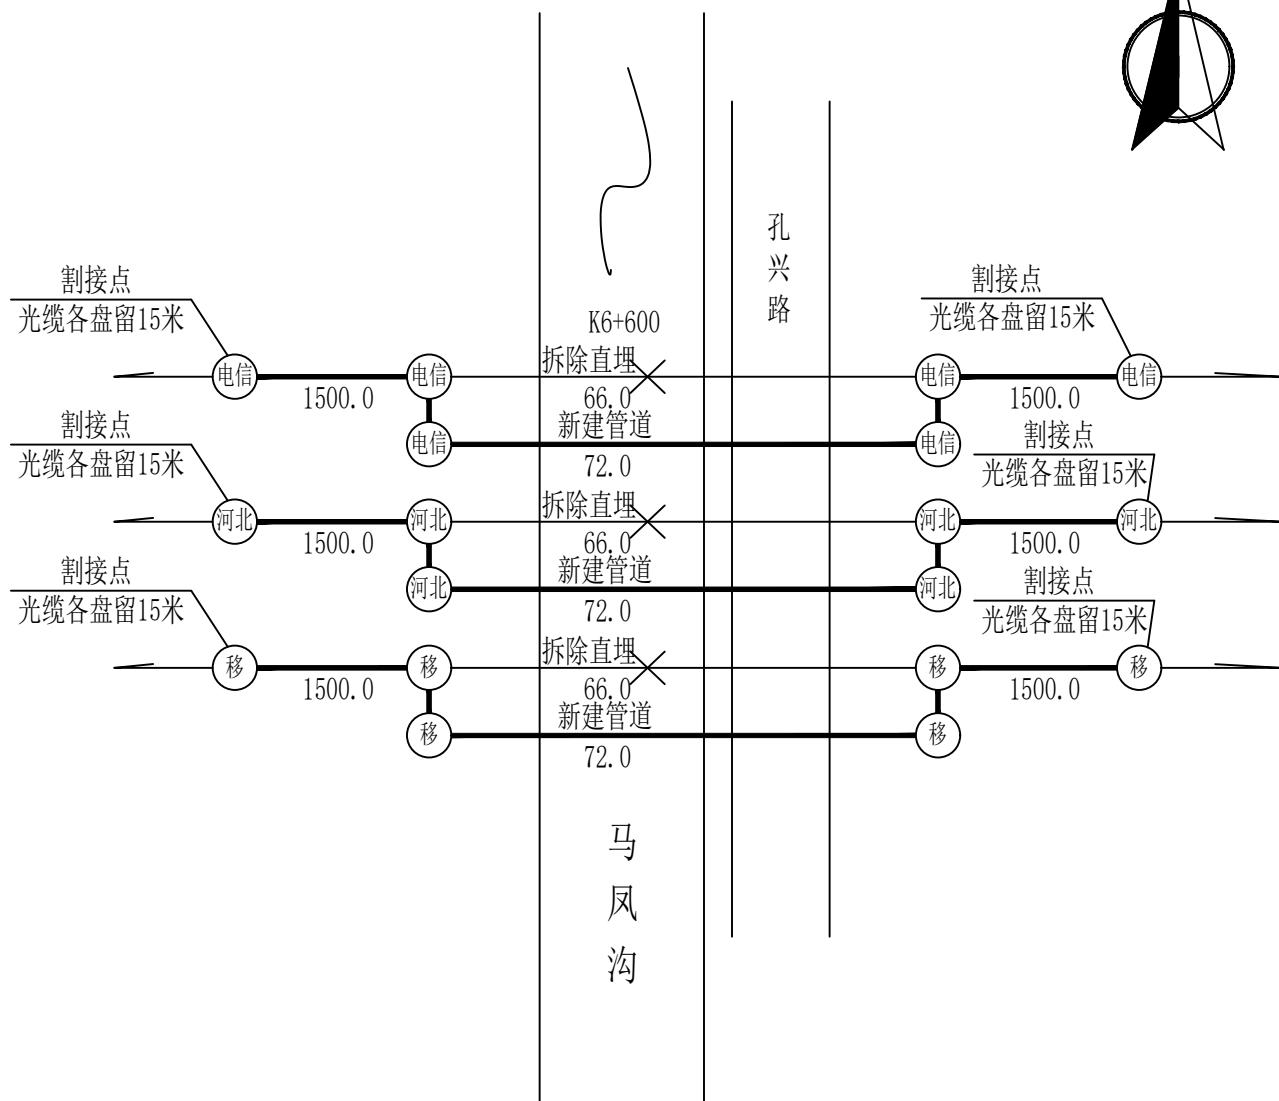 孔兴路
割接点
光缆各盘留15米
割接点
光缆各盘留15米
K6+600
拆除直埋
66.0
电信
电信
电信
电信
1500.0
1500.0
新建管道
72.0
电信
电信
割接点
光缆各盘留15米
割接点
光缆各盘留15米
拆除直埋
66.0
河北
河北
河北
河北
1500.0
1500.0
新建管道
72.0
河北
河北
割接点
光缆各盘留15米
割接点
光缆各盘留15米
拆除直埋
66.0
移
移
移
移
1500.0
1500.0
新建管道
72.0
移
移
马凤沟